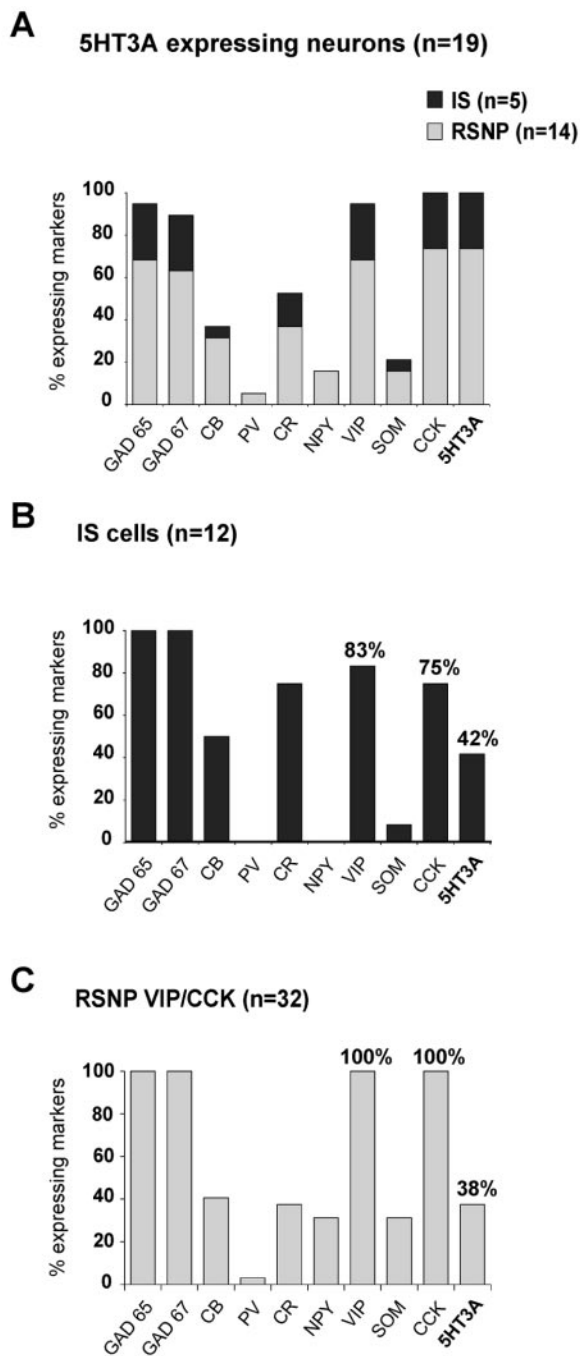 A
5HT3A expressing neurons (n=19)
IS (n=5)
RSNP (n=14)
% expressing markers
100
80
60
40
20
0
GAD 65
GAD 67
CB
PV
CR
NPY
VIP
SOM
CCK
5HT3A
B
IS cells (n=12)
% expressing markers
100
80
60
40
20
0
83%
75%
42%
GAD 65
GAD 67
CB
PV
CR
NPY
VIP
SOM
CCK
5HT3A
C
RSNP VIP/CCK (n=32)
% expressing markers
100
80
60
40
20
0
100%
100%
38%
GAD 65
GAD 67
CB
PV
CR
NPY
VIP
SOM
CCK
5HT3A